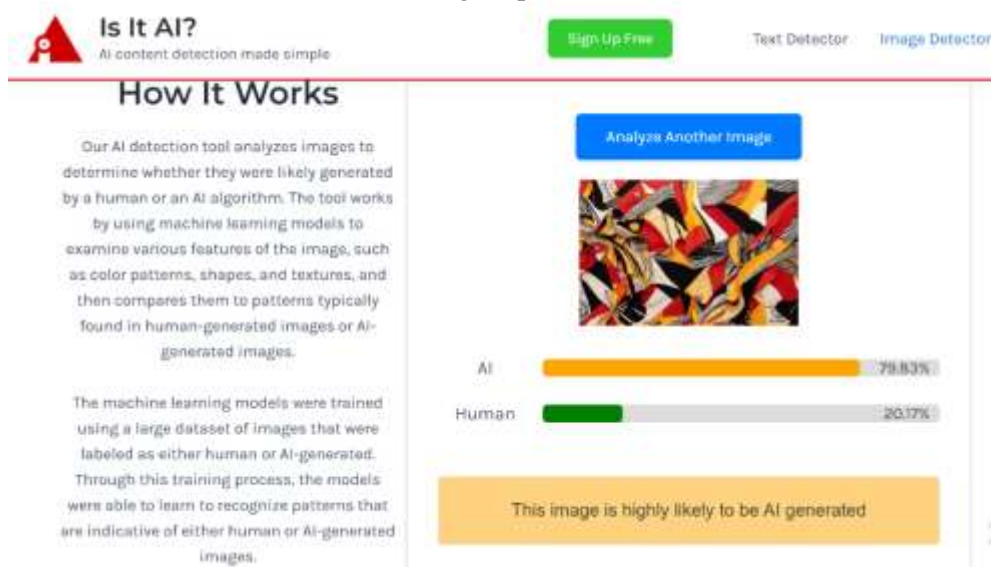 Is It AI?
AI content detection made simple
Sign Up Free
Text Detector
Image Detector
How It Works
Our AI detection tool analyzes images to
determine whether they were likely generated
by a human or an AI algorithm. The tool works
by using machine learning models to
examine various features of the image, such
as color patterns, shapes, and textures, and
then compares them to patterns typically
found in human-generated images or AI-
generated images.
The machine learning models were trained
using a large dataset of images that were
labeled as either human or AI-generated.
Through this training process, the models
were able to learn to recognize patterns that
are indicative of either human or AI-generated
images.
Analyze Another Image
AI
79.83%
Human
20.17%
This image is highly likely to be AI generated